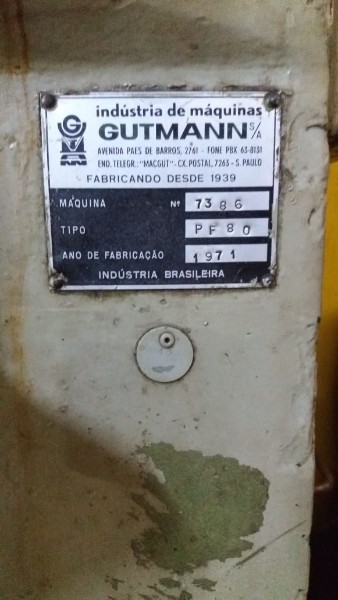 indústria de máquinas
GUTMANN S/A
AVENIDA PAES DE BARROS, 2761 - FONE PBX 63-8131
END. TELEGR.: "MACGUT" - CX. POSTAL, 7263 - S. PAULO
FABRICANDO DESDE 1939
MÁQUINA Nº 7386
TIPO PF 80
ANO DE FABRICAÇÃO 1971
INDÚSTRIA BRASILEIRA